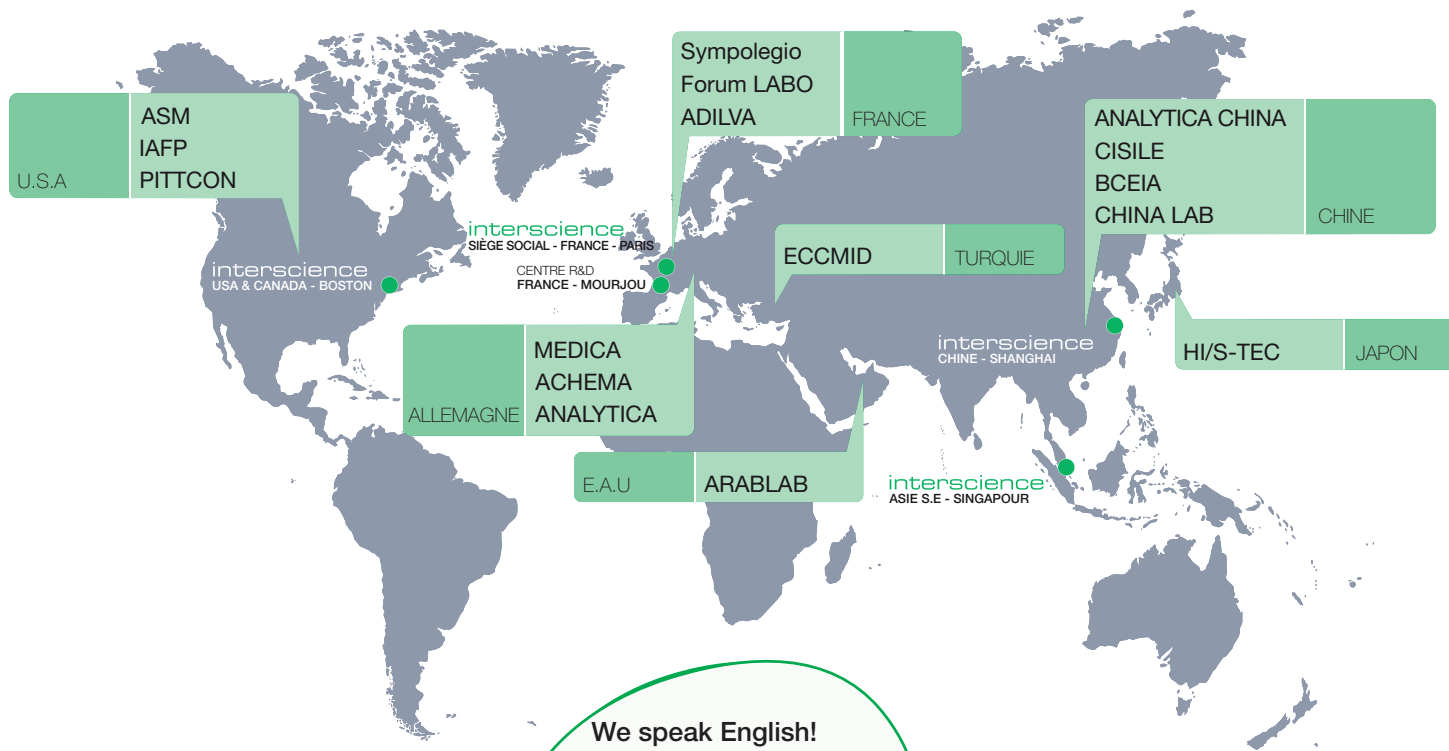 Sympolegio
Forum LABO
ADILVA
FRANCE
ASM
IAFP
PITTCON
U.S.A
ANALYTICA CHINA
CISILE
BCEIA
CHINA LAB
CHINE
interscience
SIÈGE SOCIAL - FRANCE - PARIS
CENTRE R&D
FRANCE - MOURJOU
interscience
USA & CANADA - BOSTON
ECCMID
TURQUIE
interscience
CHINE - SHANGHAI
HI/S-TEC
JAPON
MEDICA
ACHEMA
ANALYTICA
ALLEMAGNE
E.A.U
ARABLAB
interscience
ASIE S.E - SINGAPOUR
We speak English!